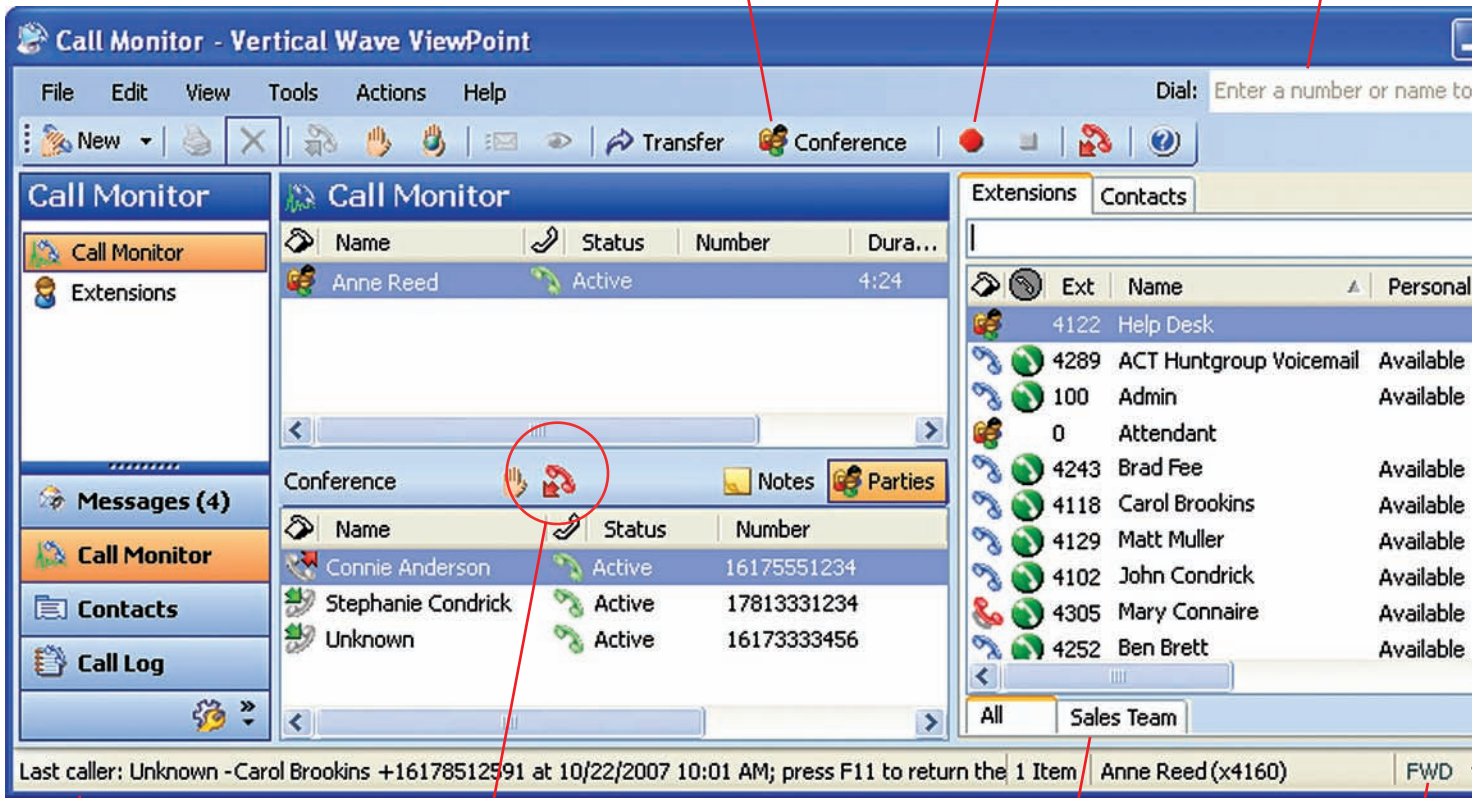 Call Monitor - Vertical Wave ViewPoint
File Edit View Tools Actions Help Dial: Enter a number or name to
New Transfer Conference
Call Monitor
Call Monitor
Extensions
Messages (4)
Call Monitor
Contacts
Call Log
Call Monitor
Name Status Number Dura...
Anne Reed Active 4:24
Conference Notes Parties
Name Status Number
Connie Anderson Active 16175551234
Stephanie Condrick Active 17813331234
Unknown Active 16173333456
Extensions Contacts
Ext Name Personal
4122 Help Desk
4289 ACT Huntgroup Voicemail Available
100 Admin Available
0 Attendant
4243 Brad Fee Available
4118 Carol Brookins Available
4129 Matt Muller Available
4102 John Condrick Available
4305 Mary Connaire Available
4252 Ben Brett Available
All Sales Team
Last caller: Unknown -Carol Brookins +16178512591 at 10/22/2007 10:01 AM; press F11 to return the 1 Item Anne Reed (x4160) FWD